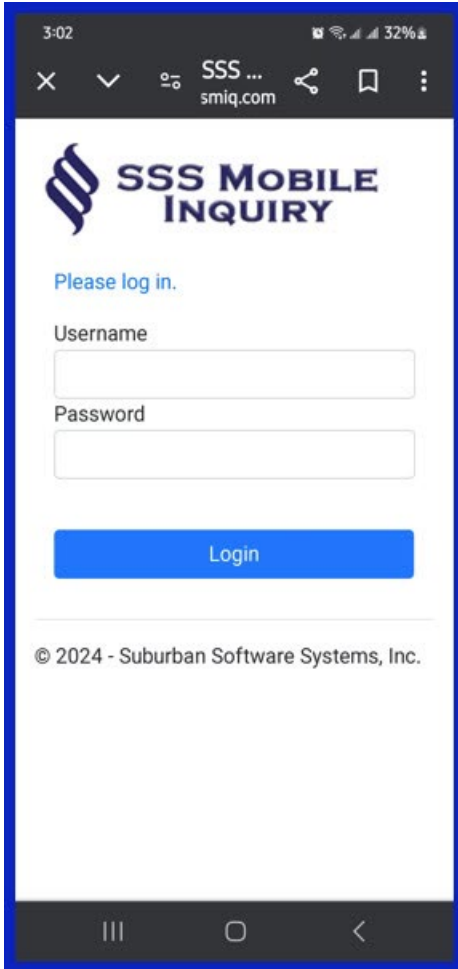 3:02 32%
SSS ...
smiq.com
SSS MOBILE
INQUIRY
Please log in.
Username
Password
Login
© 2024 - Suburban Software Systems, Inc.